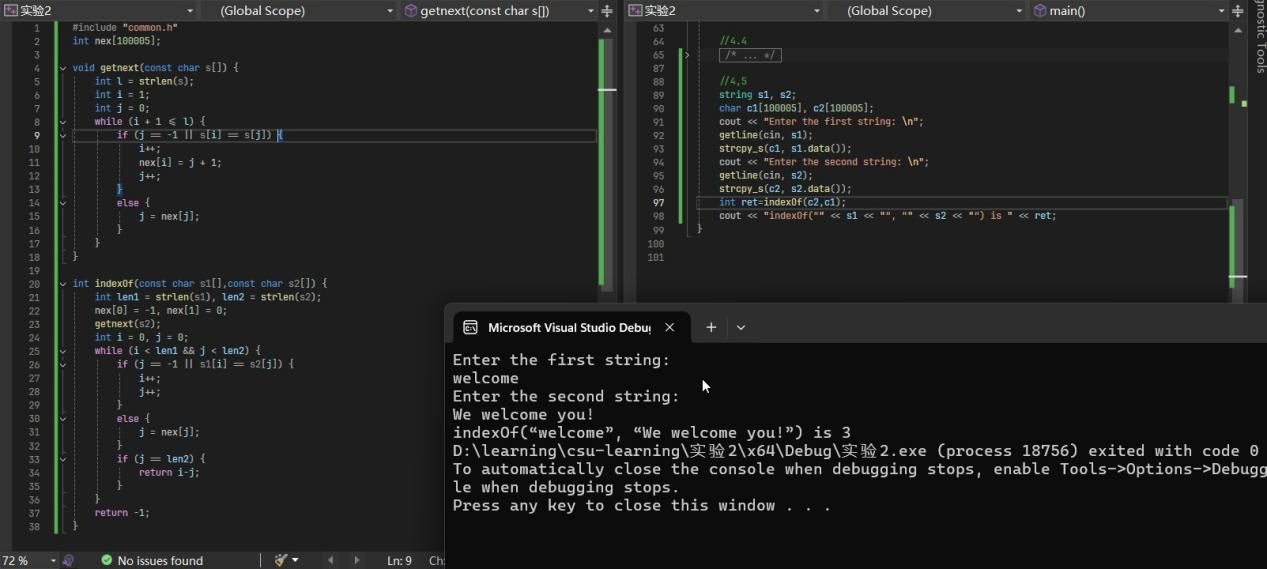 实验2 (Global Scope) getnext(const char s[])
1 #include "common.h"
2 int nex[100005];
3
4 void getnext(const char s[]) {
5 int l = strlen(s);
6 int i = 1;
7 int j = 0;
8 while (i + 1 <= l) {
9 if (j == -1 || s[i] == s[j]) {
10 i++;
11 nex[i] = j + 1;
12 j++;
13 }
14 else {
15 j = nex[j];
16 }
17 }
18 }
19
20 int indexOf(const char s1[],const char s2[]) {
21 int len1 = strlen(s1), len2 = strlen(s2);
22 nex[0] = -1, nex[1] = 0;
23 getnext(s2);
24 int i = 0, j = 0;
25 while (i < len1 && j < len2) {
26 if (j == -1 || s1[i] == s2[j]) {
27 i++;
28 j++;
29 }
30 else {
31 j = nex[j];
32 }
33 if (j == len2) {
34 return i-j;
35 }
36 }
37 return -1;
38 }
72 % No issues found Ln: 9 Ch:
实验2 (Global Scope) main()
63
64 //4.4
65 /* ... */
87
88 //4,5
89 string s1, s2;
90 char c1[100005], c2[100005];
91 cout << "Enter the first string: \n";
92 getline(cin, s1);
93 strcpy_s(c1, s1.data());
94 cout << "Enter the second string: \n";
95 getline(cin, s2);
96 strcpy_s(c2, s2.data());
97 int ret=indexOf(c2,c1);
98 cout << "indexOf(“" << s1 << "”, “" << s2 << "”) is " << ret;
99 }
100
101
gnostic Tools
Microsoft Visual Studio Debu
Enter the first string:
welcome
Enter the second string:
We welcome you!
indexOf(“welcome”, “We welcome you!”) is 3
D:\learning\csu-learning\实验2\x64\Debug\实验2.exe (process 18756) exited with code 0
To automatically close the console when debugging stops, enable Tools->Options->Debugg
le when debugging stops.
Press any key to close this window . . .